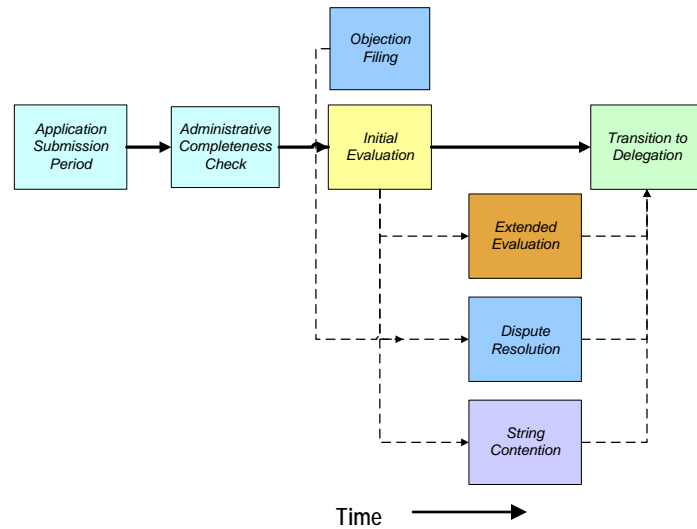 Objection
Filing
Application
Submission
Period
Administrative
Completeness
Check
Initial
Evaluation
Transition to
Delegation
Extended
Evaluation
Dispute
Resolution
String
Contention
Time